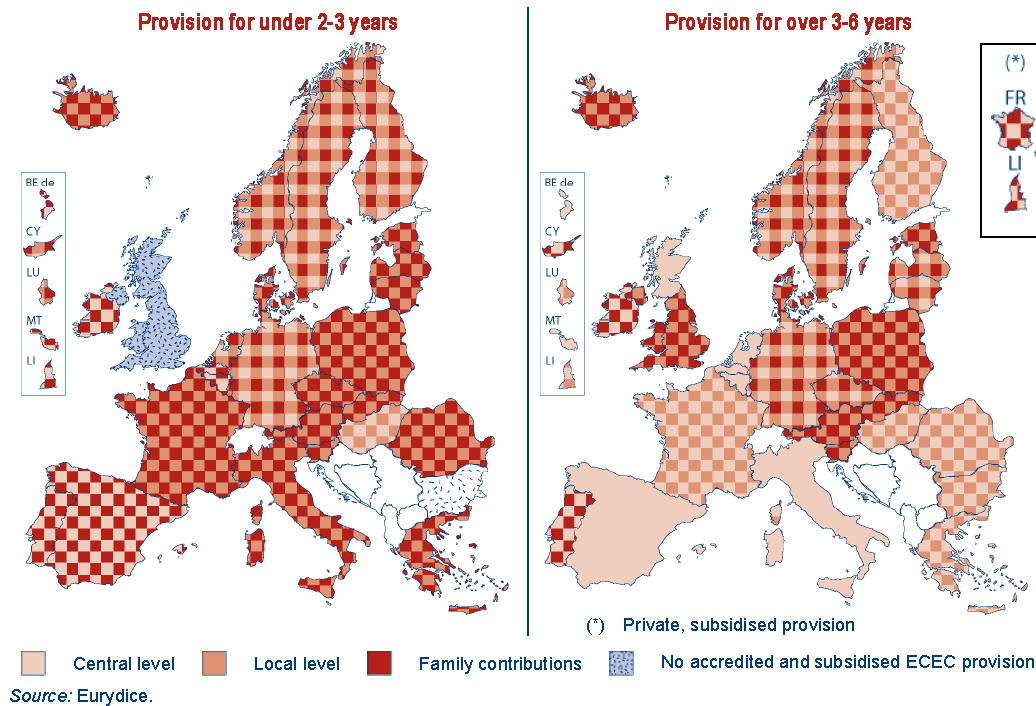 Provision for under 2-3 years
Provision for over 3-6 years
BE de
CY
LU
MT
LI
BE de
CY
LU
MT
LI
(*)
FR
LI
(*) Private, subsidised provision
Central level
Local level
Family contributions
No accredited and subsidised ECEC provision
Source: Eurydice.